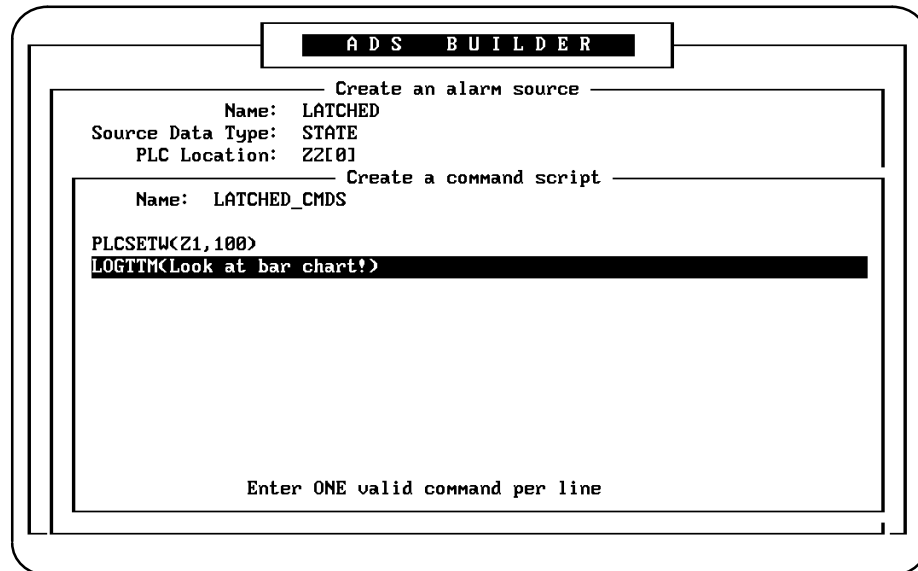 ADS BUILDER
Create an alarm source
Name: LATCHED
Source Data Type: STATE
PLC Location: Z2[0]
Create a command script
Name: LATCHED_CMDS
PLCSETW(Z1,100)
LOGTTM(Look at bar chart!)
Enter ONE valid command per line